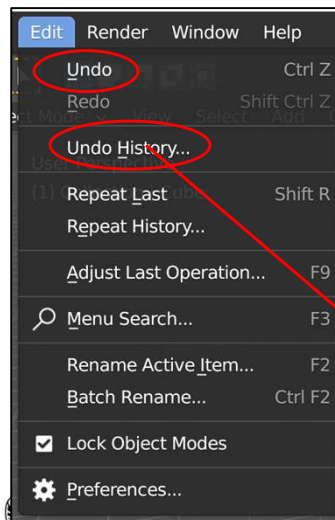 Edit Render Window Help
Undo Ctrl Z
Redo Shift Ctrl Z
Undo History...
Repeat Last Shift R
Repeat History...
Adjust Last Operation... F9
Menu Search... F3
Rename Active Item... F2
Batch Rename... Ctrl F2
Lock Object Modes
Preferences...